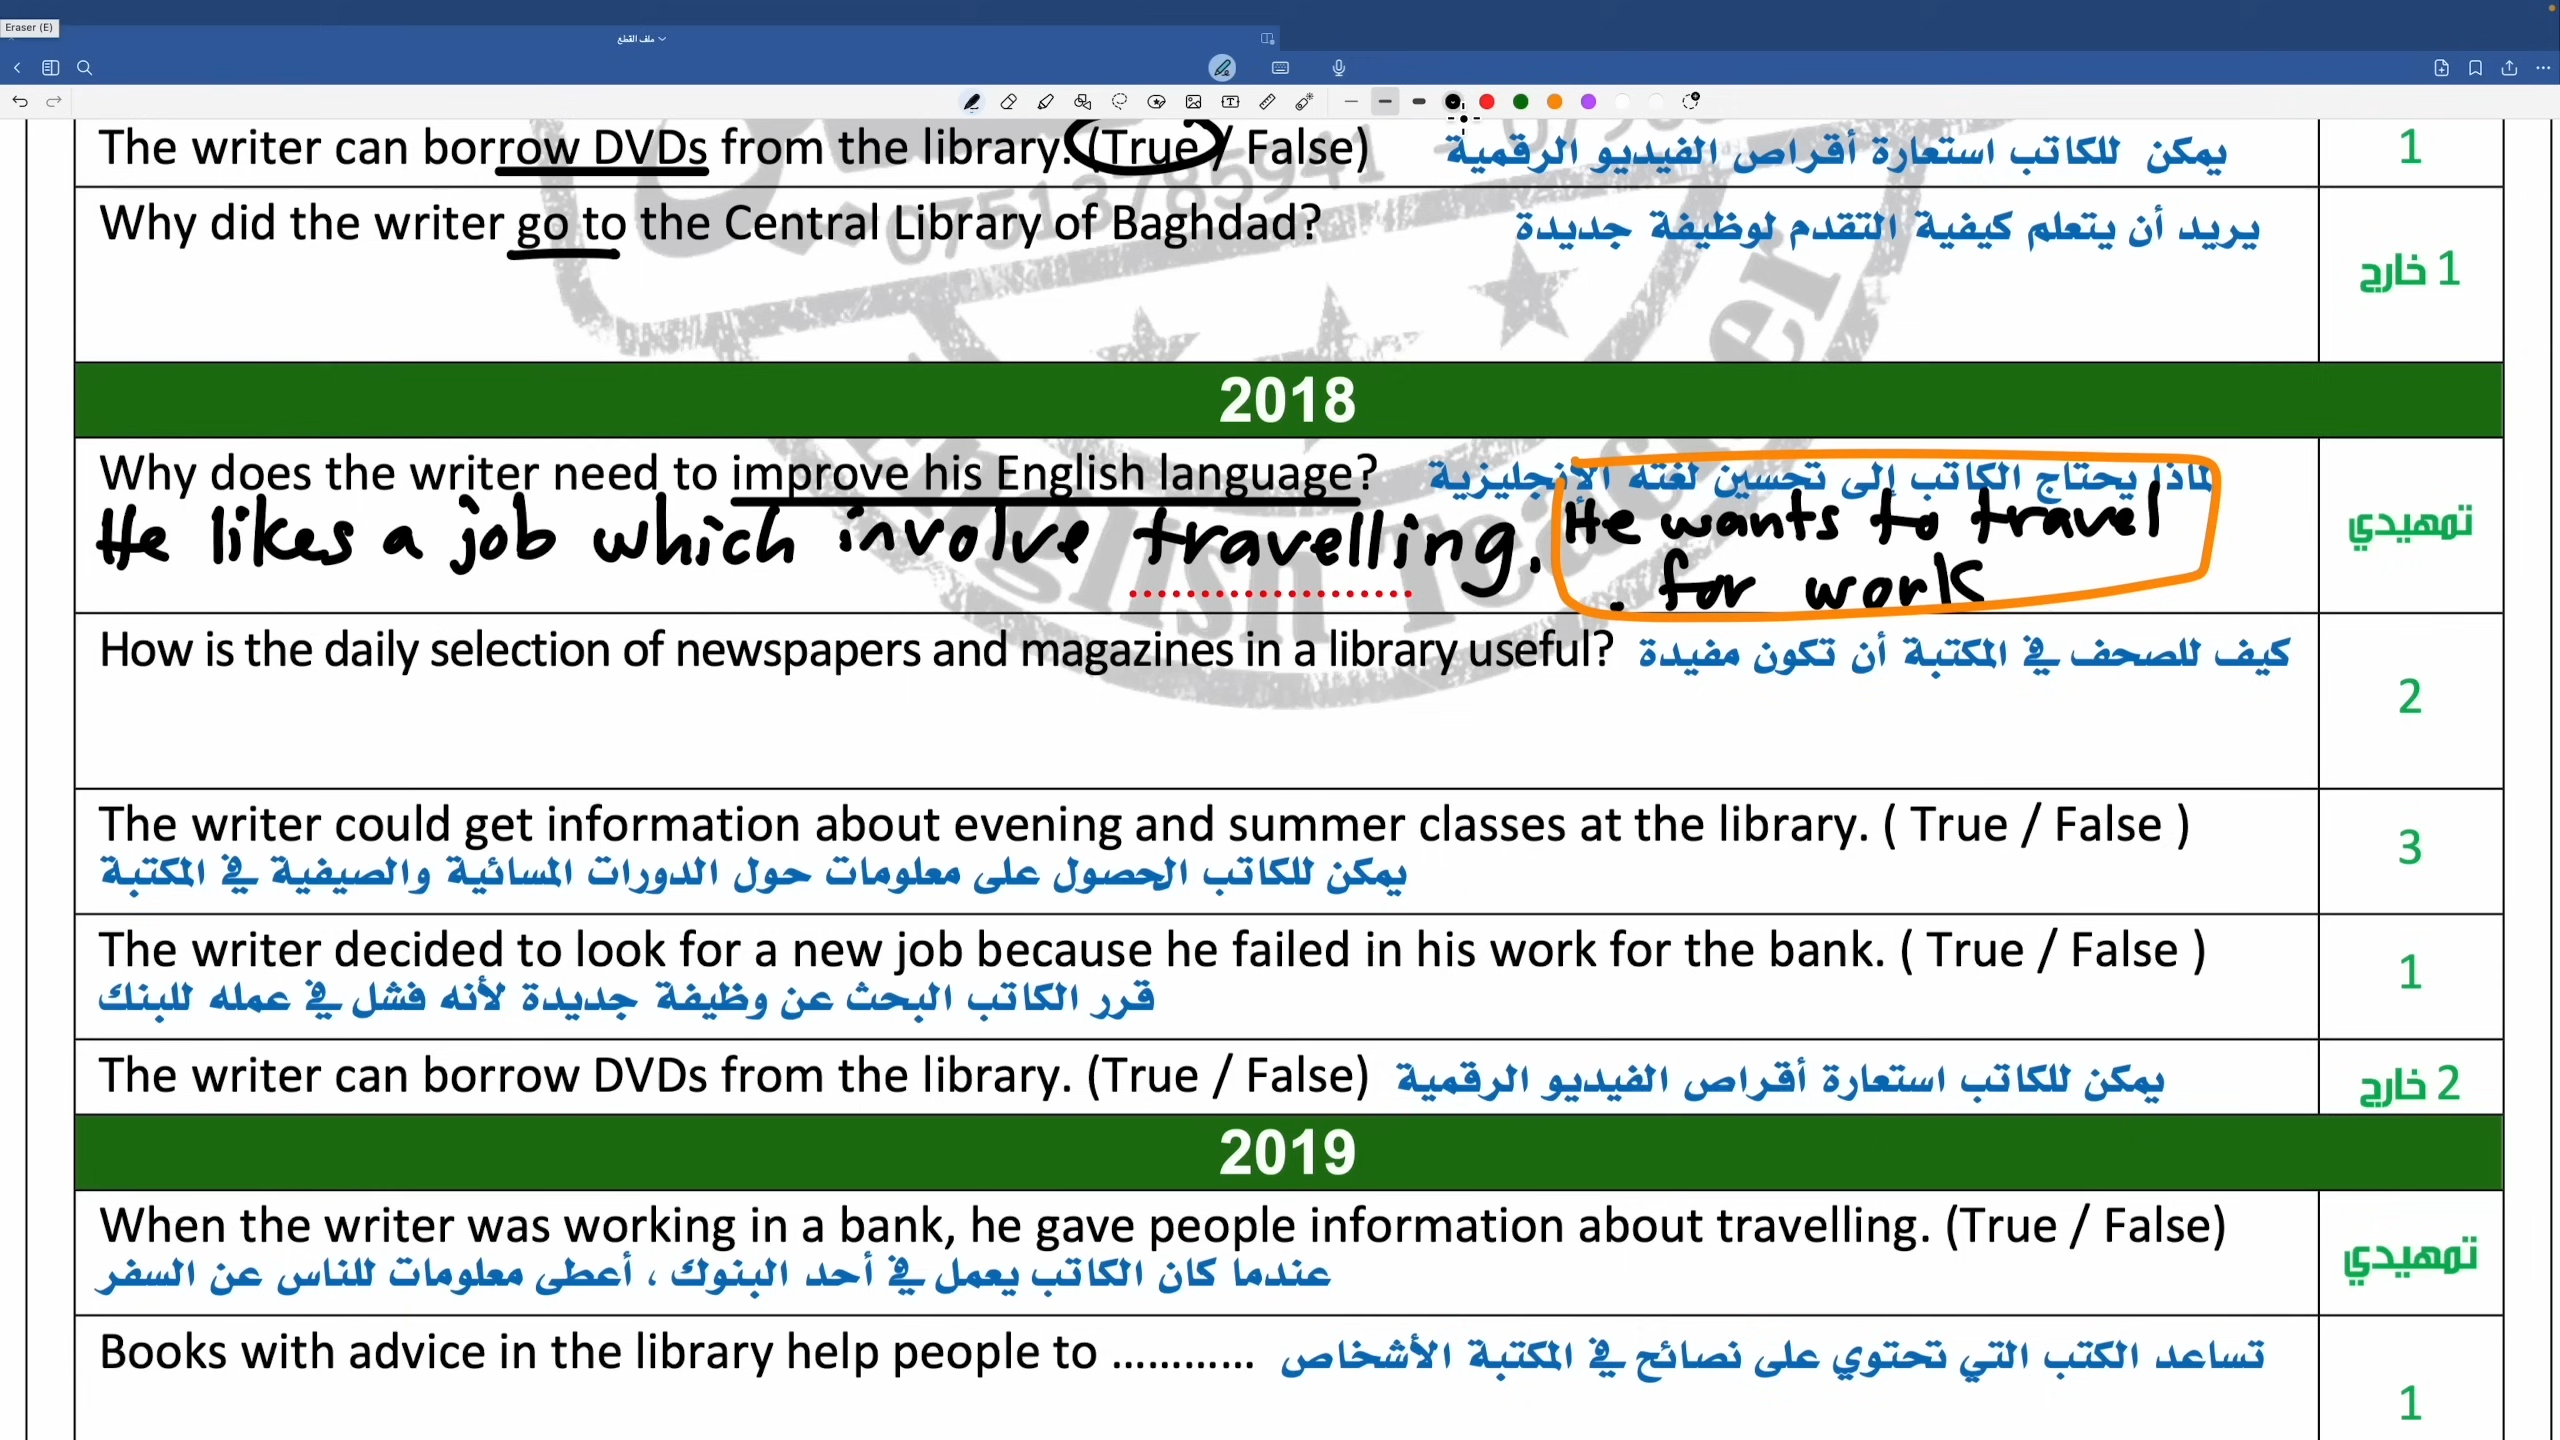 Eraser (E)
ملف القطع
The writer can borrow DVDs from the library. (True / False) يمكن للكاتب استعارة أقراص الفيديو الرقمية 1
07513785941
Why did the writer go to the Central Library of Baghdad? يريد أن يتعلم كيفية التقدم لوظيفة جديدة
1 خارج
2018
Why does the writer need to improve his English language? لماذا يحتاج الكاتب إلى تحسين لغته الإنجليزية
He likes a job which involve travelling. He wants to travel
for work.
تمهيدي
English Teacher
How is the daily selection of newspapers and magazines in a library useful? كيف للصحف في المكتبة أن تكون مفيدة
2
The writer could get information about evening and summer classes at the library. ( True / False )
يمكن للكاتب الحصول على معلومات حول الدورات المسائية والصيفية في المكتبة
3
The writer decided to look for a new job because he failed in his work for the bank. ( True / False )
قرر الكاتب البحث عن وظيفة جديدة لأنه فشل في عمله للبنك
1
The writer can borrow DVDs from the library. (True / False) يمكن للكاتب استعارة أقراص الفيديو الرقمية
2 خارج
2019
When the writer was working in a bank, he gave people information about travelling. (True / False)
عندما كان الكاتب يعمل في أحد البنوك ، أعطى معلومات للناس عن السفر
تمهيدي
Books with advice in the library help people to ............. تساعد الكتب التي تحتوي على نصائح في المكتبة الأشخاص
1